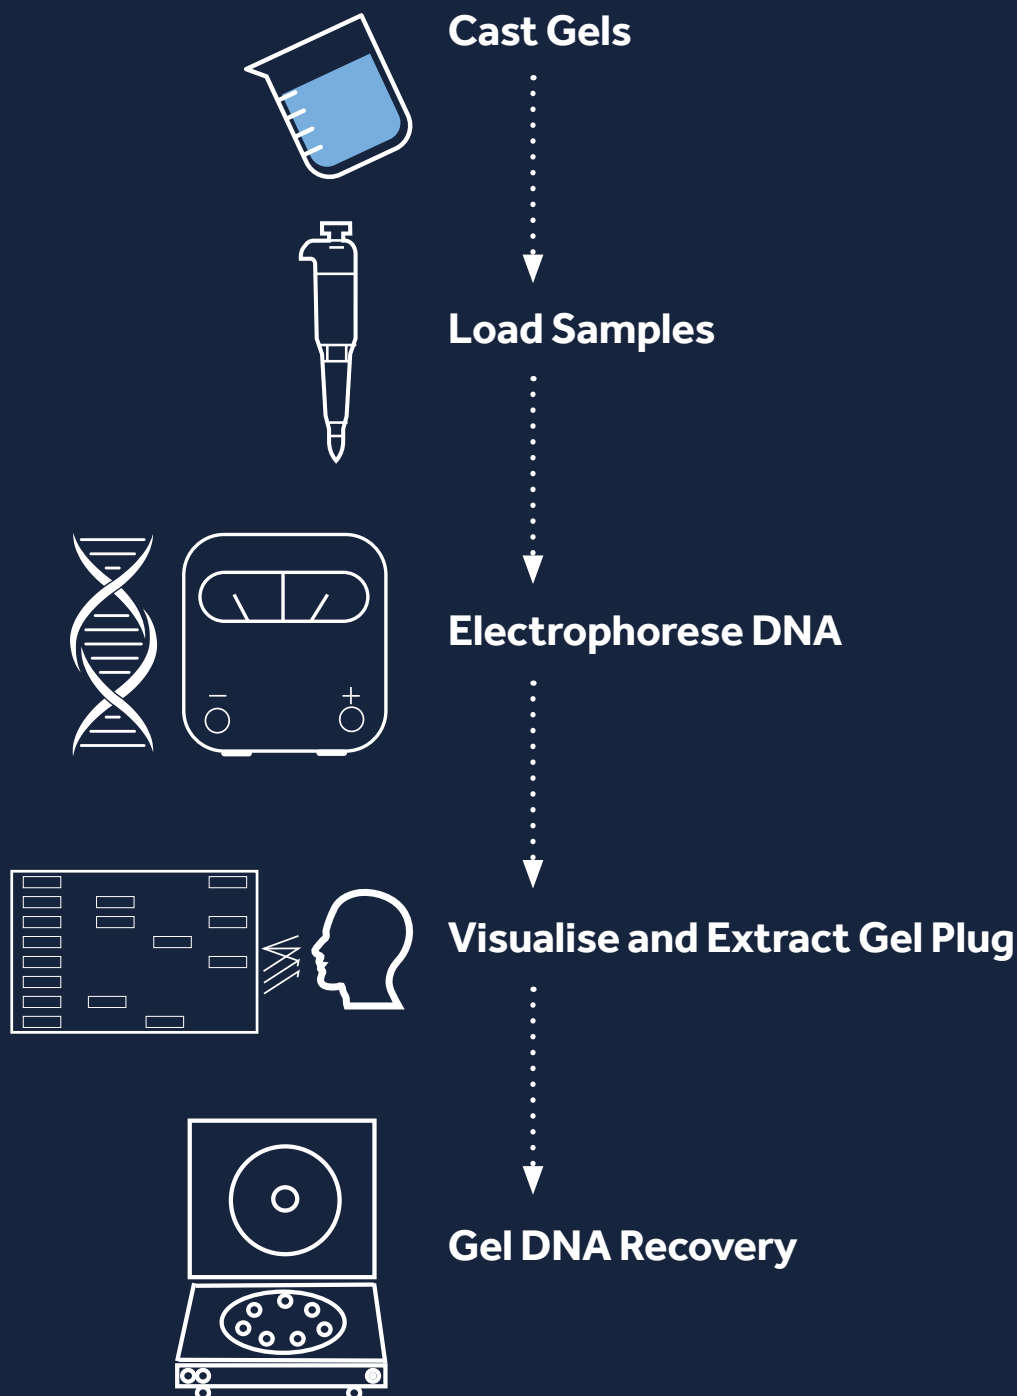 Cast Gels
Load Samples
− +
Electrophorese DNA
Visualise and Extract Gel Plug
Gel DNA Recovery